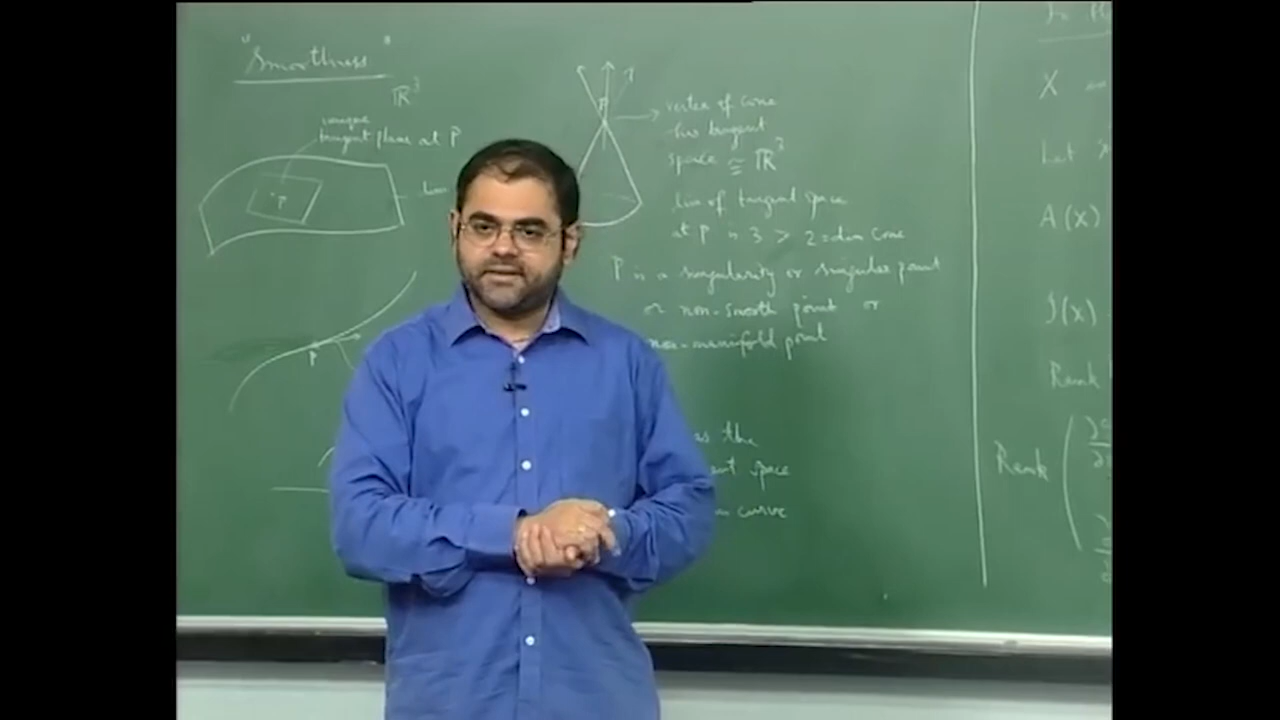 "Smoothness"
ℝ³
unique
tangent plane at P
P
P
P
→ vertex of cone
has tangent
space ≅ ℝ³
dim of tangent space
at P is 3 > 2 = dim cone
P is a singularity or singular point
or non-smooth point or
non-manifold point
as the
space
curve
X
Let
A(X)
J(X)
Rank
Rank